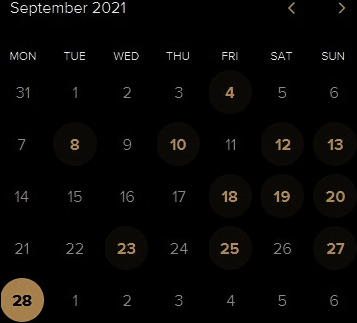 September 2021
MON TUE WED THU FRI SAT SUN
31 1 2 3 4 5 6
7 8 9 10 11 12 13
14 15 16 17 18 19 20
21 22 23 24 25 26 27
28 1 2 3 4 5 6